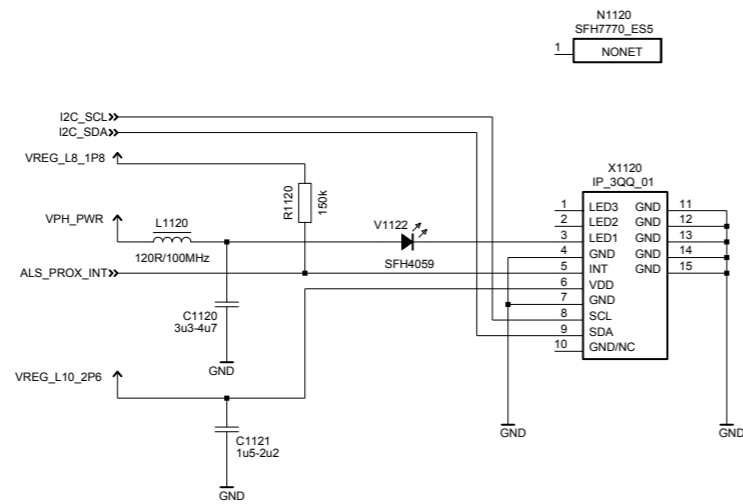 N1120
SFH7770_ES5
1
NONET
I2C_SCL
I2C_SDA
VREG_L8_1P8
VPH_PWR
L1120
120R/100MHz
R1120
150k
V1122
SFH4059
ALS_PROX_INT
C1120
3u3-4u7
GND
VREG_L10_2P6
C1121
1u5-2u2
GND
X1120
IP_3QQ_01
1 LED3 GND 11
2 LED2 GND 12
3 LED1 GND 13
4 GND GND 14
5 INT GND 15
6 VDD
7 GND
8 SCL
9 SDA
10 GND/NC
GND
GND